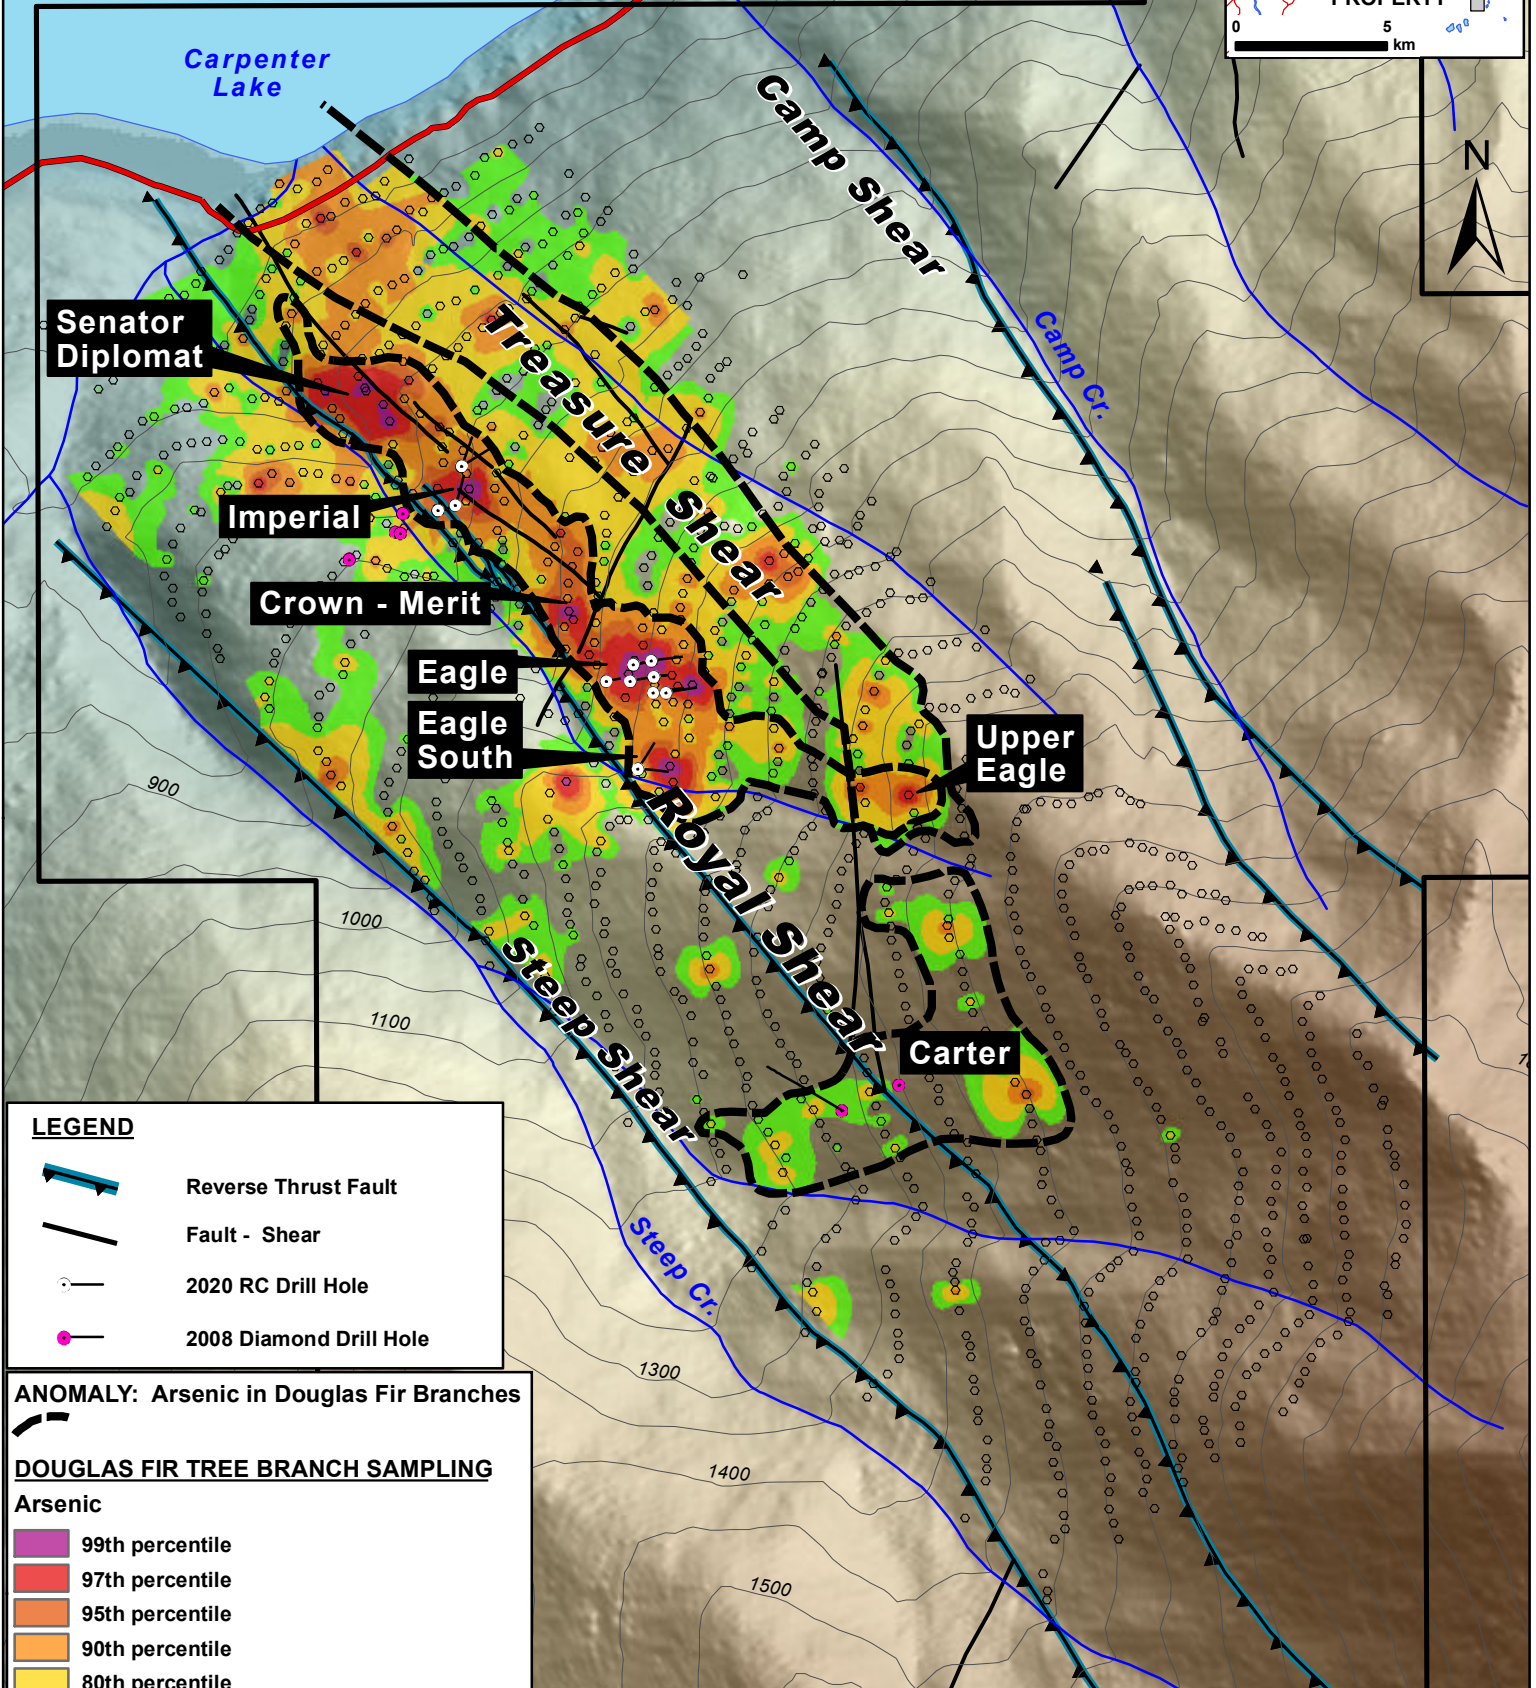 PROPERTY
0 5
km
Carpenter
Lake
N
Camp Shear
Camp Cr.
Senator
Diplomat
Treasure Shear
Imperial
Crown - Merit
Eagle
Eagle
South
Upper
Eagle
900
Royal Shear
1000
Steep Shear
1100
Carter
Steep Cr.
1300
1400
1500
LEGEND
Reverse Thrust Fault
Fault - Shear
2020 RC Drill Hole
2008 Diamond Drill Hole
ANOMALY: Arsenic in Douglas Fir Branches
DOUGLAS FIR TREE BRANCH SAMPLING
Arsenic
99th percentile
97th percentile
95th percentile
90th percentile
80th percentile